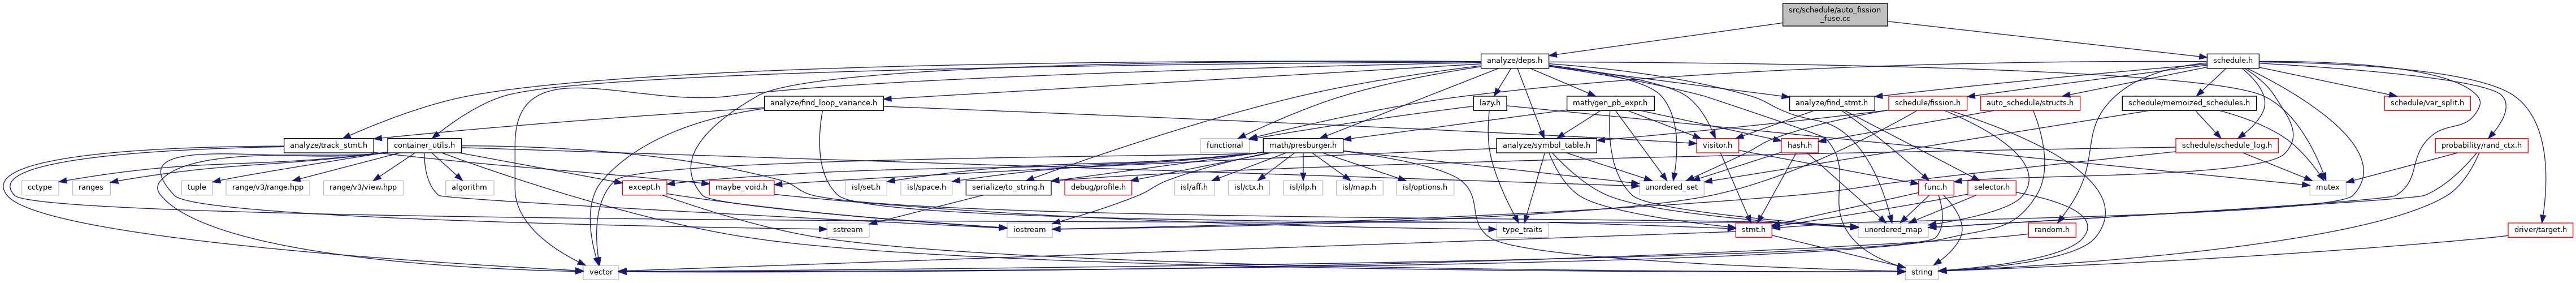 src/schedule/auto_fission
_fuse.cc
analyze/deps.h
schedule.h
analyze/find_loop_variance.h
lazy.h
math/gen_pb_expr.h
analyze/find_stmt.h
schedule/fission.h
auto_schedule/structs.h
schedule/memoized_schedules.h
schedule/var_split.h
analyze/track_stmt.h
container_utils.h
functional
math/presburger.h
analyze/symbol_table.h
visitor.h
hash.h
schedule/schedule_log.h
probability/rand_ctx.h
cctype
ranges
tuple
range/v3/range.hpp
range/v3/view.hpp
algorithm
except.h
maybe_void.h
isl/set.h
isl/space.h
serialize/to_string.h
debug/profile.h
isl/aff.h
isl/ctx.h
isl/ilp.h
isl/map.h
isl/options.h
unordered_set
func.h
selector.h
mutex
sstream
iostream
type_traits
stmt.h
unordered_map
random.h
driver/target.h
vector
string